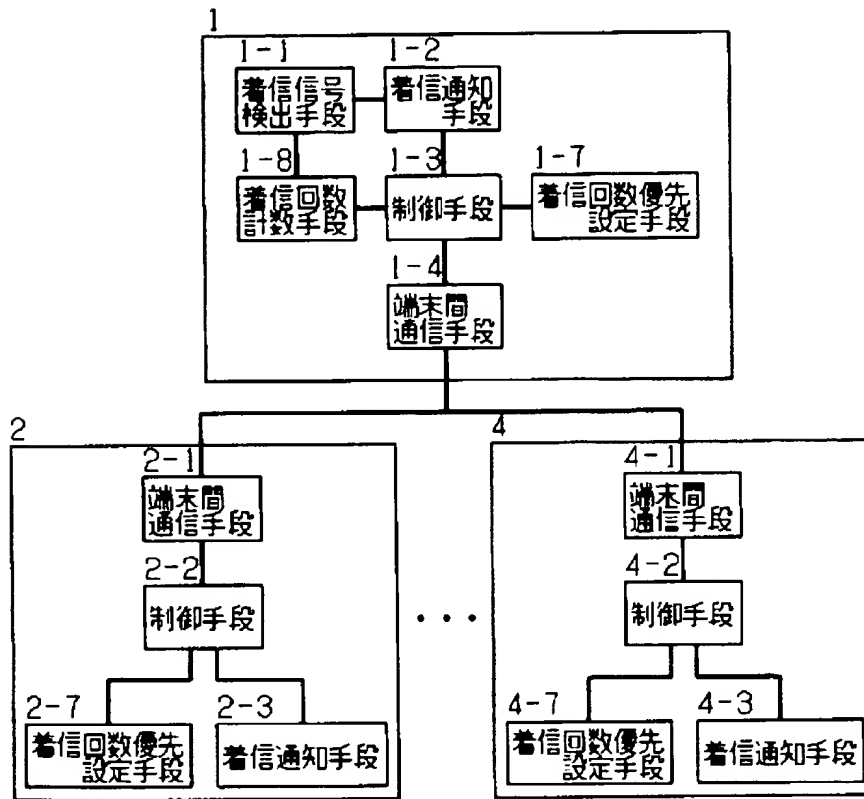 1
1-1
着信信号
検出手段
1-2
着信通知
手段
1-8
着信回数
計数手段
1-3
制御手段
1-7
着信回数優先
設定手段
1-4
端末間
通信手段
2
2-1
端末間
通信手段
2-2
制御手段
2-7
着信回数優先
設定手段
2-3
着信通知手段
・・・
4
4-1
端末間
通信手段
4-2
制御手段
4-7
着信回数優先
設定手段
4-3
着信通知手段